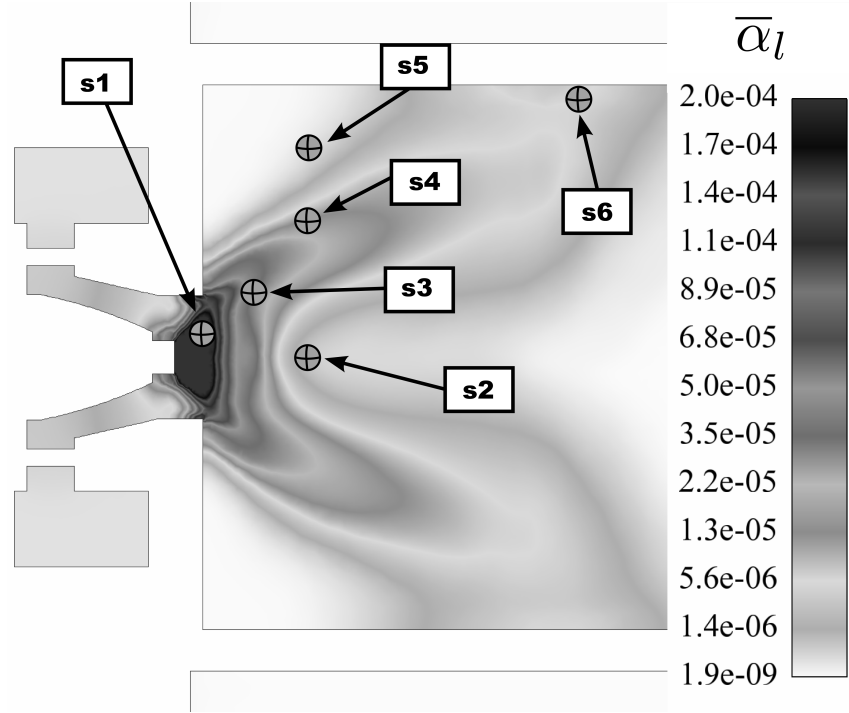 s1
s5
s4
s6
s3
s2
α̅l
2.0e-04
1.7e-04
1.4e-04
1.1e-04
8.9e-05
6.8e-05
5.0e-05
3.5e-05
2.2e-05
1.3e-05
5.6e-06
1.4e-06
1.9e-09